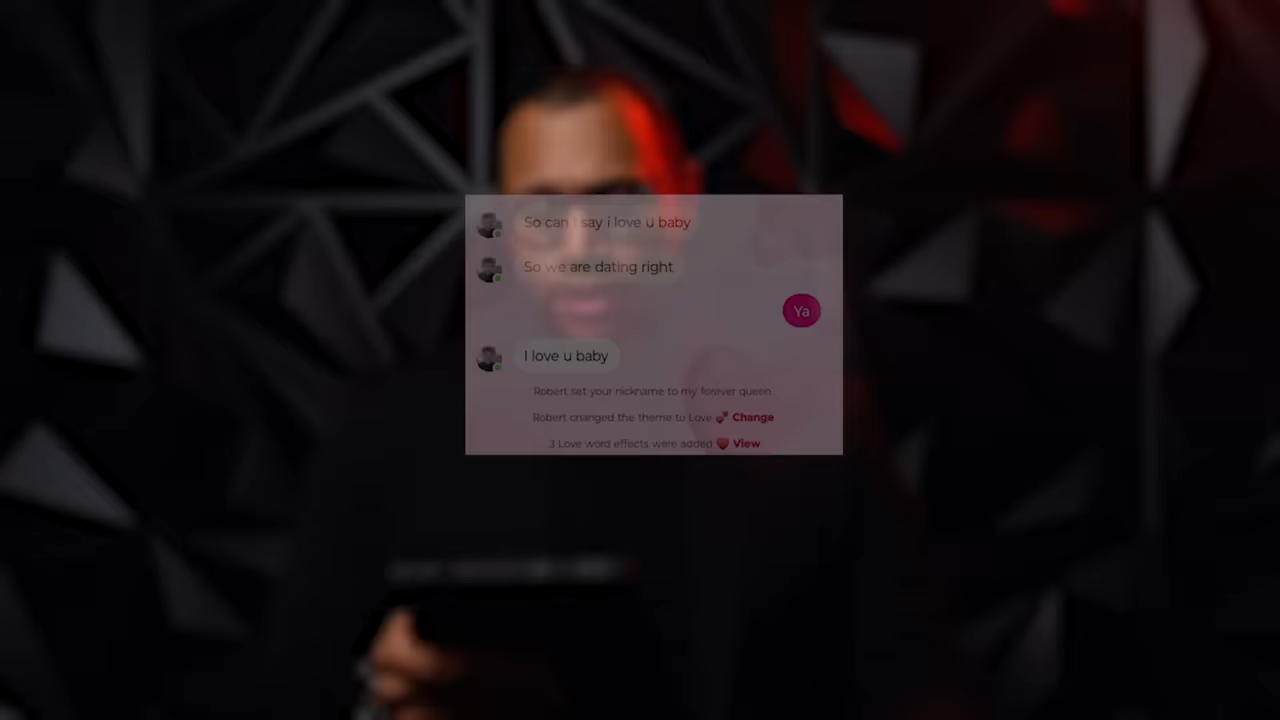 So can I say i love u baby
So we are dating right
Ya
I love u baby
Robert set your nickname to my forever queen.
Robert changed the theme to Love 💕 Change
3 Love word effects were added ❤️ View